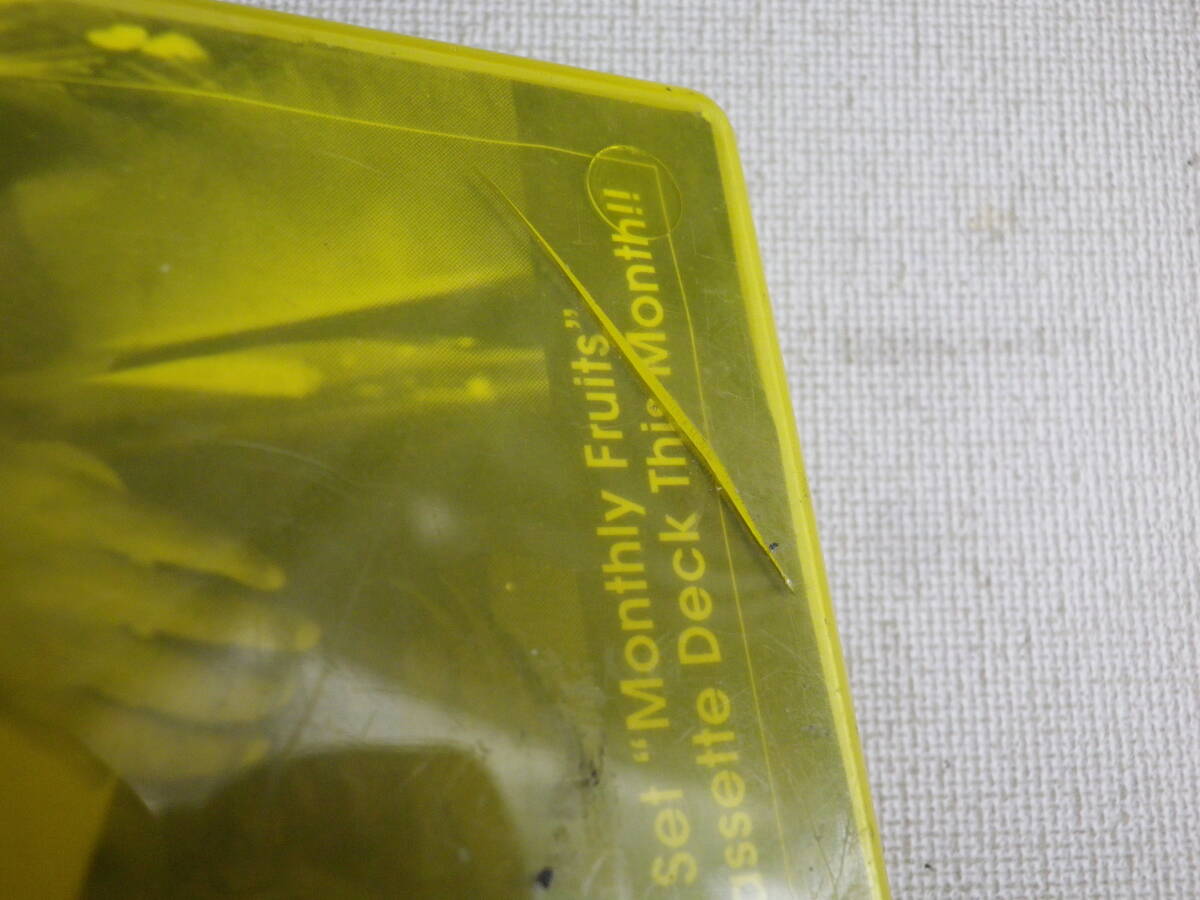 Set “Monthly Fruits”
assette Deck This Month!!